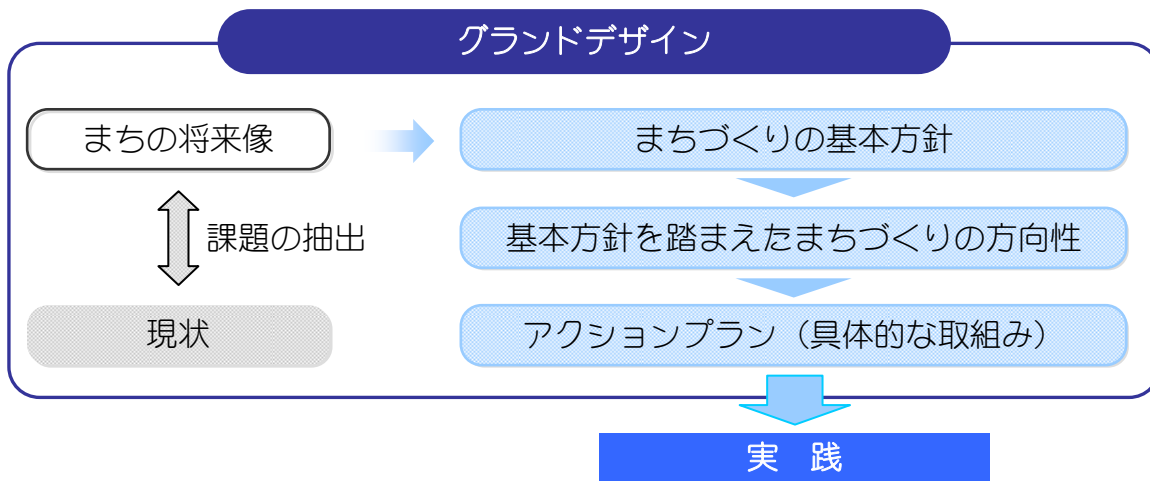 グランドデザイン
まちの将来像
まちづくりの基本方針
課題の抽出
基本方針を踏まえたまちづくりの方向性
現状
アクションプラン（具体的な取組み）
実　践